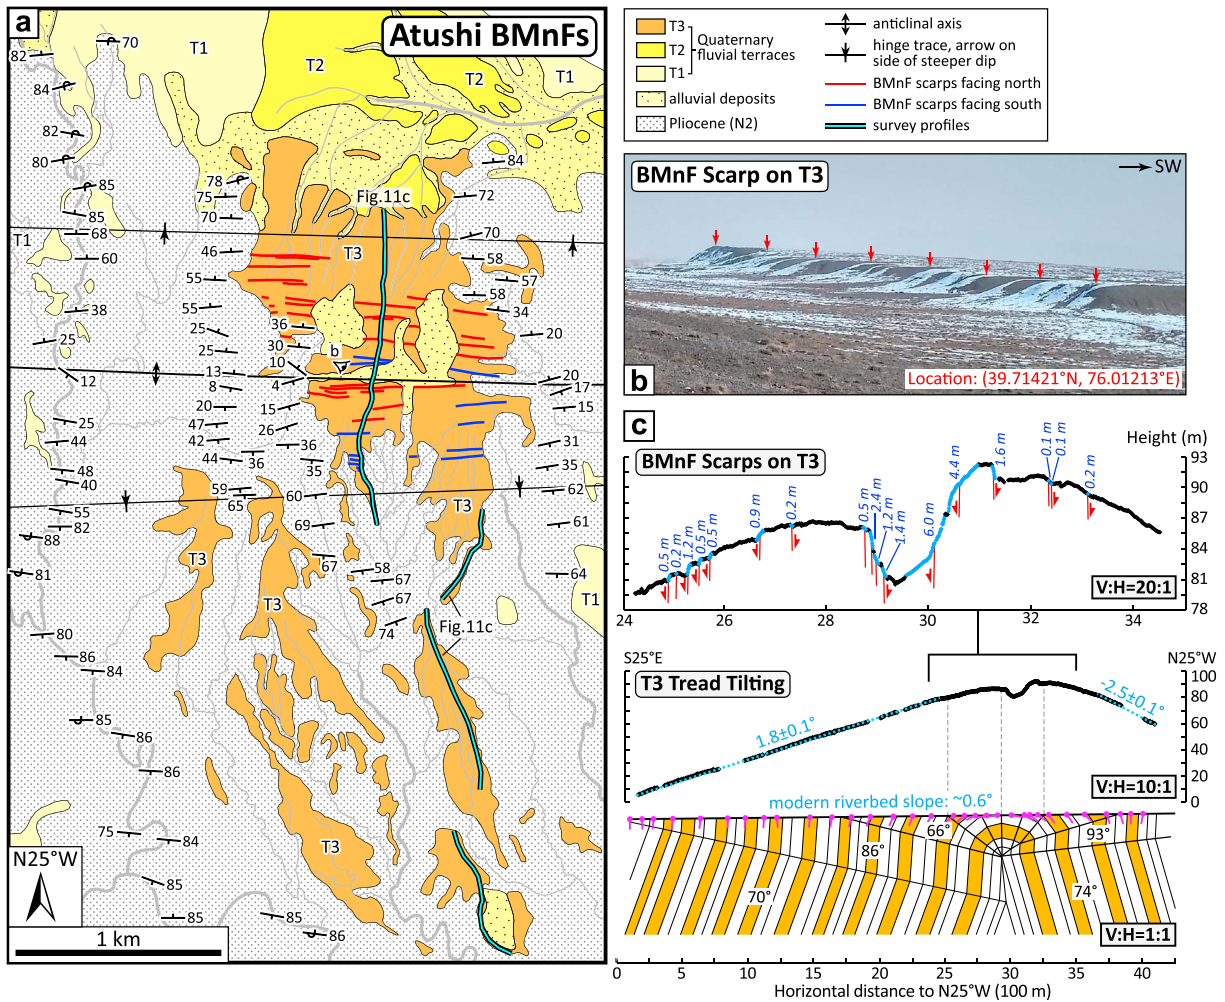 a
Atushi BMnFs
82
70
T1
T2
T2
T1
84
82
80
85
85
68
T1
60
38
25
12
25
44
48
40
55
82
88
81
80
86
84
85
86
86
75
84
85
85
85
86
78
75
70
46
55
55
25
25
13
8
20
47
42
44
36
59
65
36
30
10
4
15
26
36
35
60
69
67
58
67
67
74
84
72
70
58
57
58
34
20
20
17
15
31
35
62
61
64
Fig.11c
T3
b
T3
T3
T3
Fig.11c
T1
T3
N25°W
1 km
T3
T2
T1
Quaternary
fluvial terraces
alluvial deposits
Pliocene (N2)
anticlinal axis
hinge trace, arrow on
side of steeper dip
BMnF scarps facing north
BMnF scarps facing south
survey profiles
BMnF Scarp on T3
SW
b
Location: (39.71421°N, 76.01213°E)
c
BMnF Scarps on T3
Height (m)
0.5 m
0.2 m
1.2 m
0.5 m
0.5 m
0.9 m
0.2 m
0.5 m
2.4 m
1.2 m
1.4 m
6.0 m
4.4 m
1.6 m
0.1 m
0.1 m
0.2 m
93
90
87
84
81
78
V:H=20:1
24
26
28
30
32
34
S25°E
N25°W
T3 Tread Tilting
1.8±0.1°
-2.5±0.1°
100
80
60
40
20
0
V:H=10:1
modern riverbed slope: ~0.6°
66°
93°
86°
70°
74°
V:H=1:1
0
5
10
15
20
25
30
35
40
Horizontal distance to N25°W (100 m)